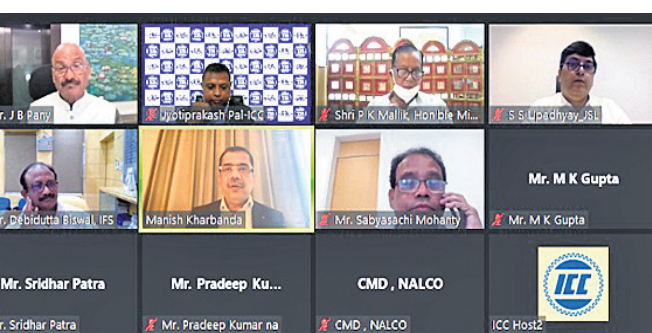 r. J B Pany
Jyotiprakash Pal-ICC
Shri P K Mallik, Hon'ble Mi...
S S Upadhyay, JSL
r. Debidutta Biswal, IFS
Manish Kharbanda
Mr. Sabyasachi Mohanty
Mr. M K Gupta
Mr. M K Gupta
Mr. Sridhar Patra
Mr. Pradeep Ku...
CMD , NALCO
ICC
r. Sridhar Patra
Mr. Pradeep Kumar na
CMD , NALCO
ICC Host2